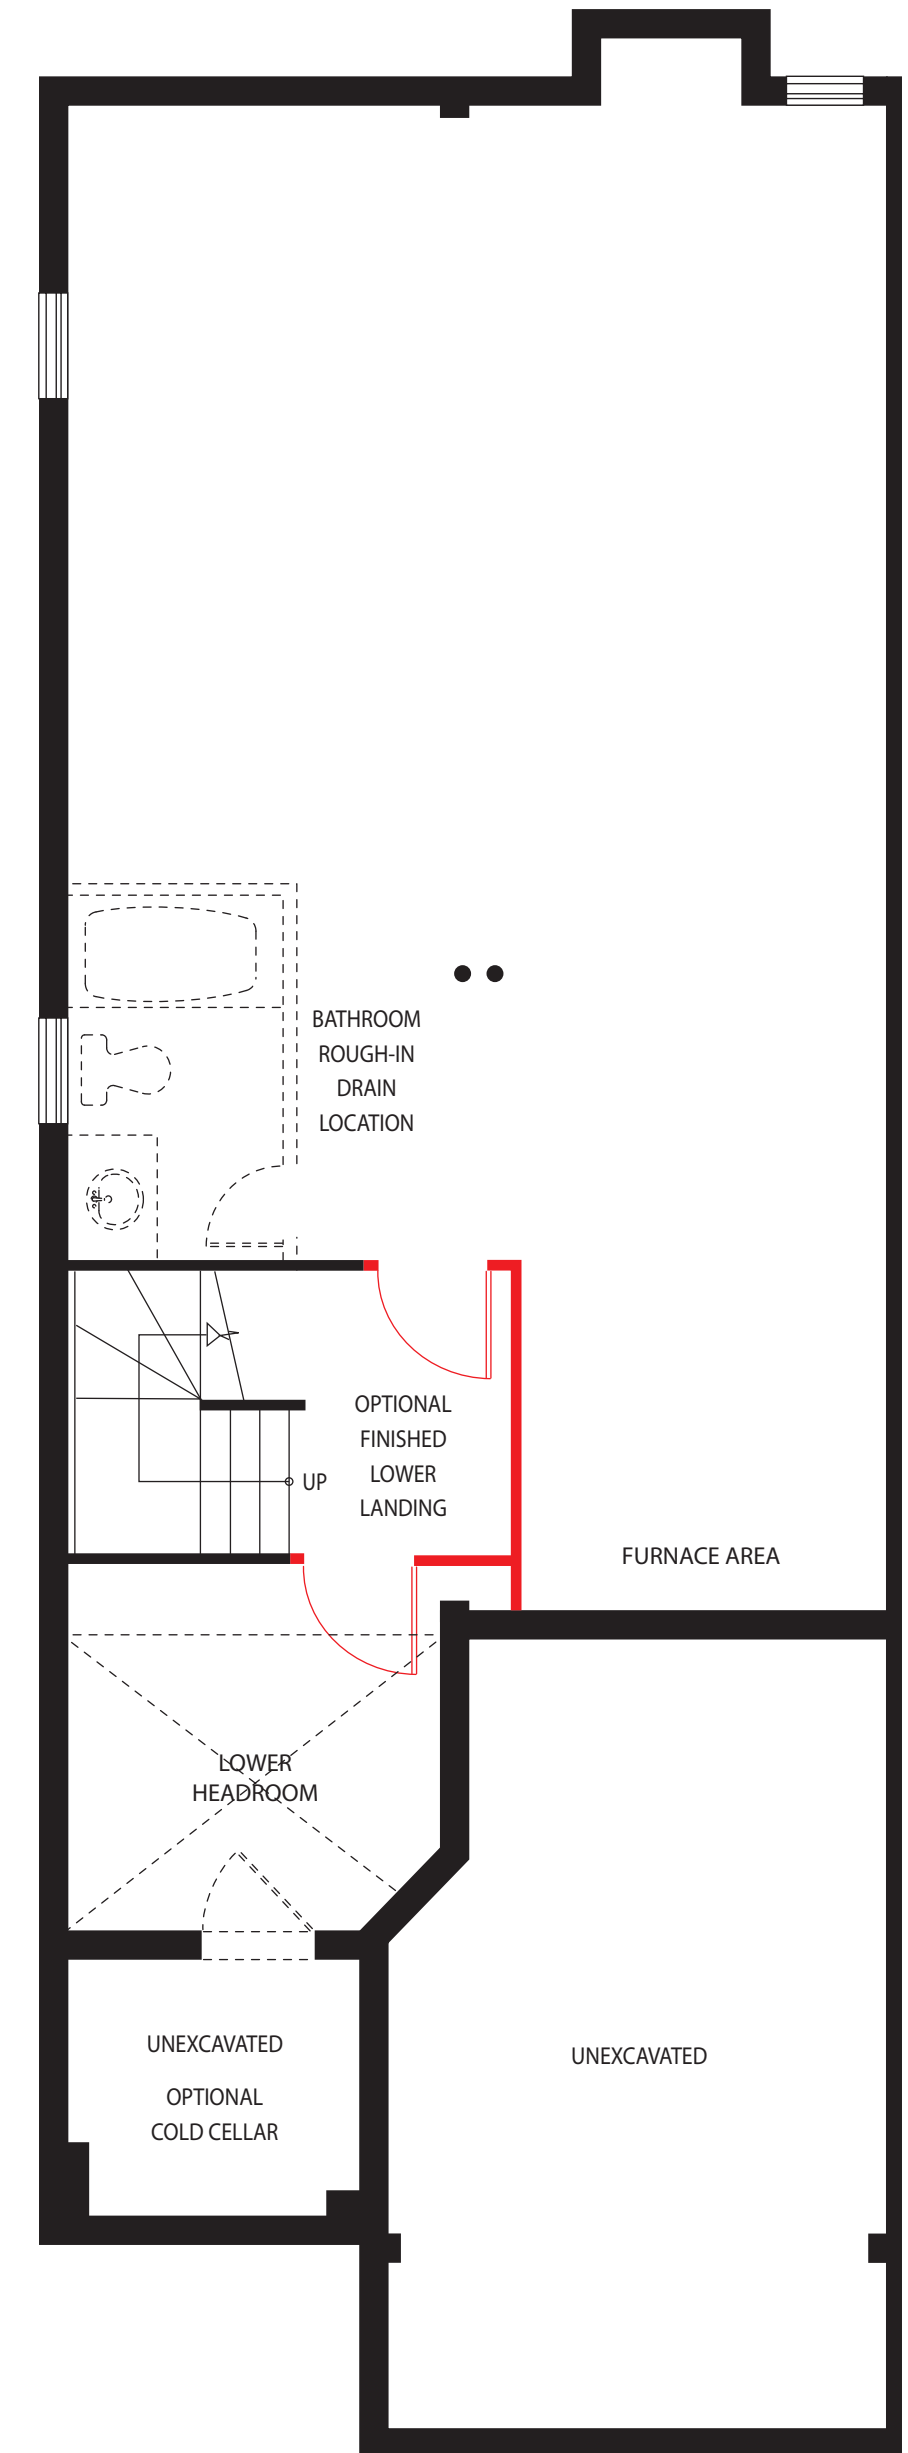 BATHROOM
ROUGH-IN
DRAIN
LOCATION
OPTIONAL
FINISHED
LOWER
LANDING
UP
FURNACE AREA
LOWER
HEADROOM
UNEXCAVATED
OPTIONAL
COLD CELLAR
UNEXCAVATED